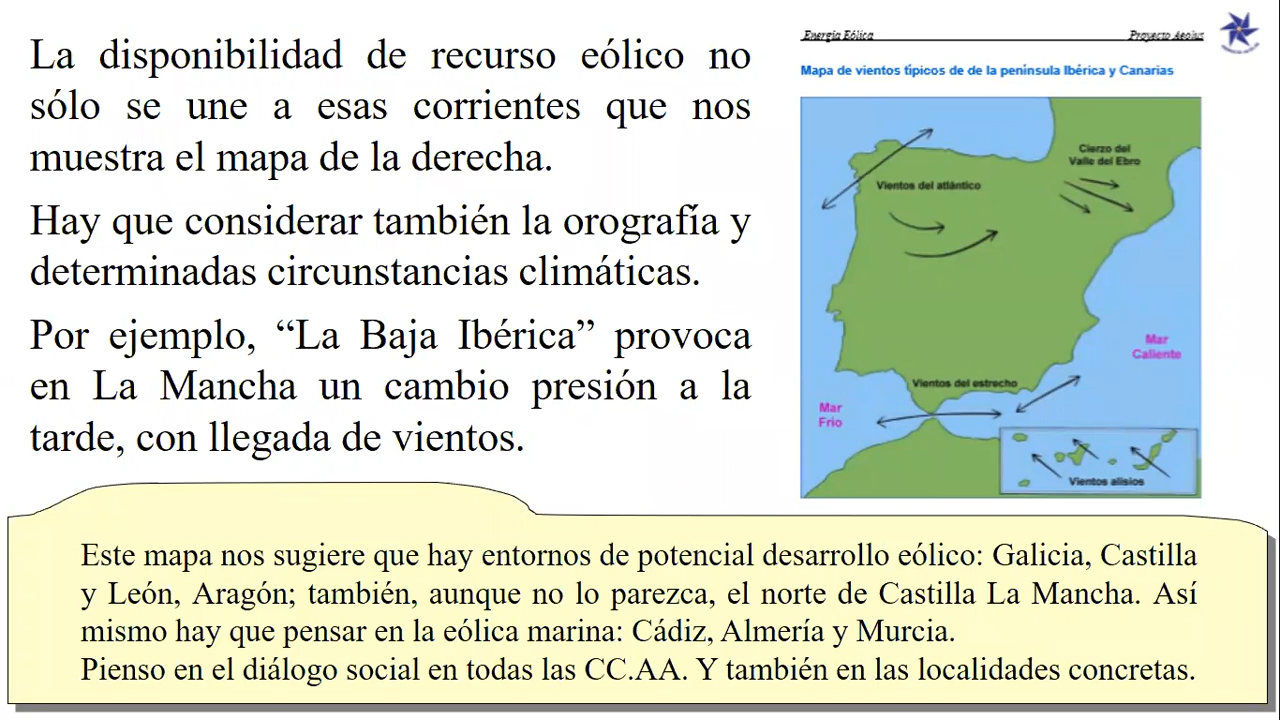 La disponibilidad de recurso eólico no
sólo se une a esas corrientes que nos
muestra el mapa de la derecha.
Hay que considerar también la orografía y
determinadas circunstancias climáticas.
Por ejemplo, “La Baja Ibérica” provoca
en La Mancha un cambio presión a la
tarde, con llegada de vientos.
Energía Eólica Proyecto Aeolus
Mapa de vientos típicos de de la península Ibérica y Canarias
Cierzo del
Valle del Ebro
Vientos del atlántico
Mar
Caliente
Vientos del estrecho
Mar
Frio
Vientos alisios
Este mapa nos sugiere que hay entornos de potencial desarrollo eólico: Galicia, Castilla
y León, Aragón; también, aunque no lo parezca, el norte de Castilla La Mancha. Así
mismo hay que pensar en la eólica marina: Cádiz, Almería y Murcia.
Pienso en el diálogo social en todas las CC.AA. Y también en las localidades concretas.